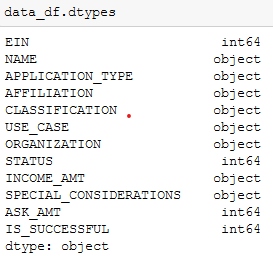 data_df.dtypes
EIN int64
NAME object
APPLICATION_TYPE object
AFFILIATION object
CLASSIFICATION object
USE_CASE object
ORGANIZATION object
STATUS int64
INCOME_AMT object
SPECIAL_CONSIDERATIONS object
ASK_AMT int64
IS_SUCCESSFUL int64
dtype: object